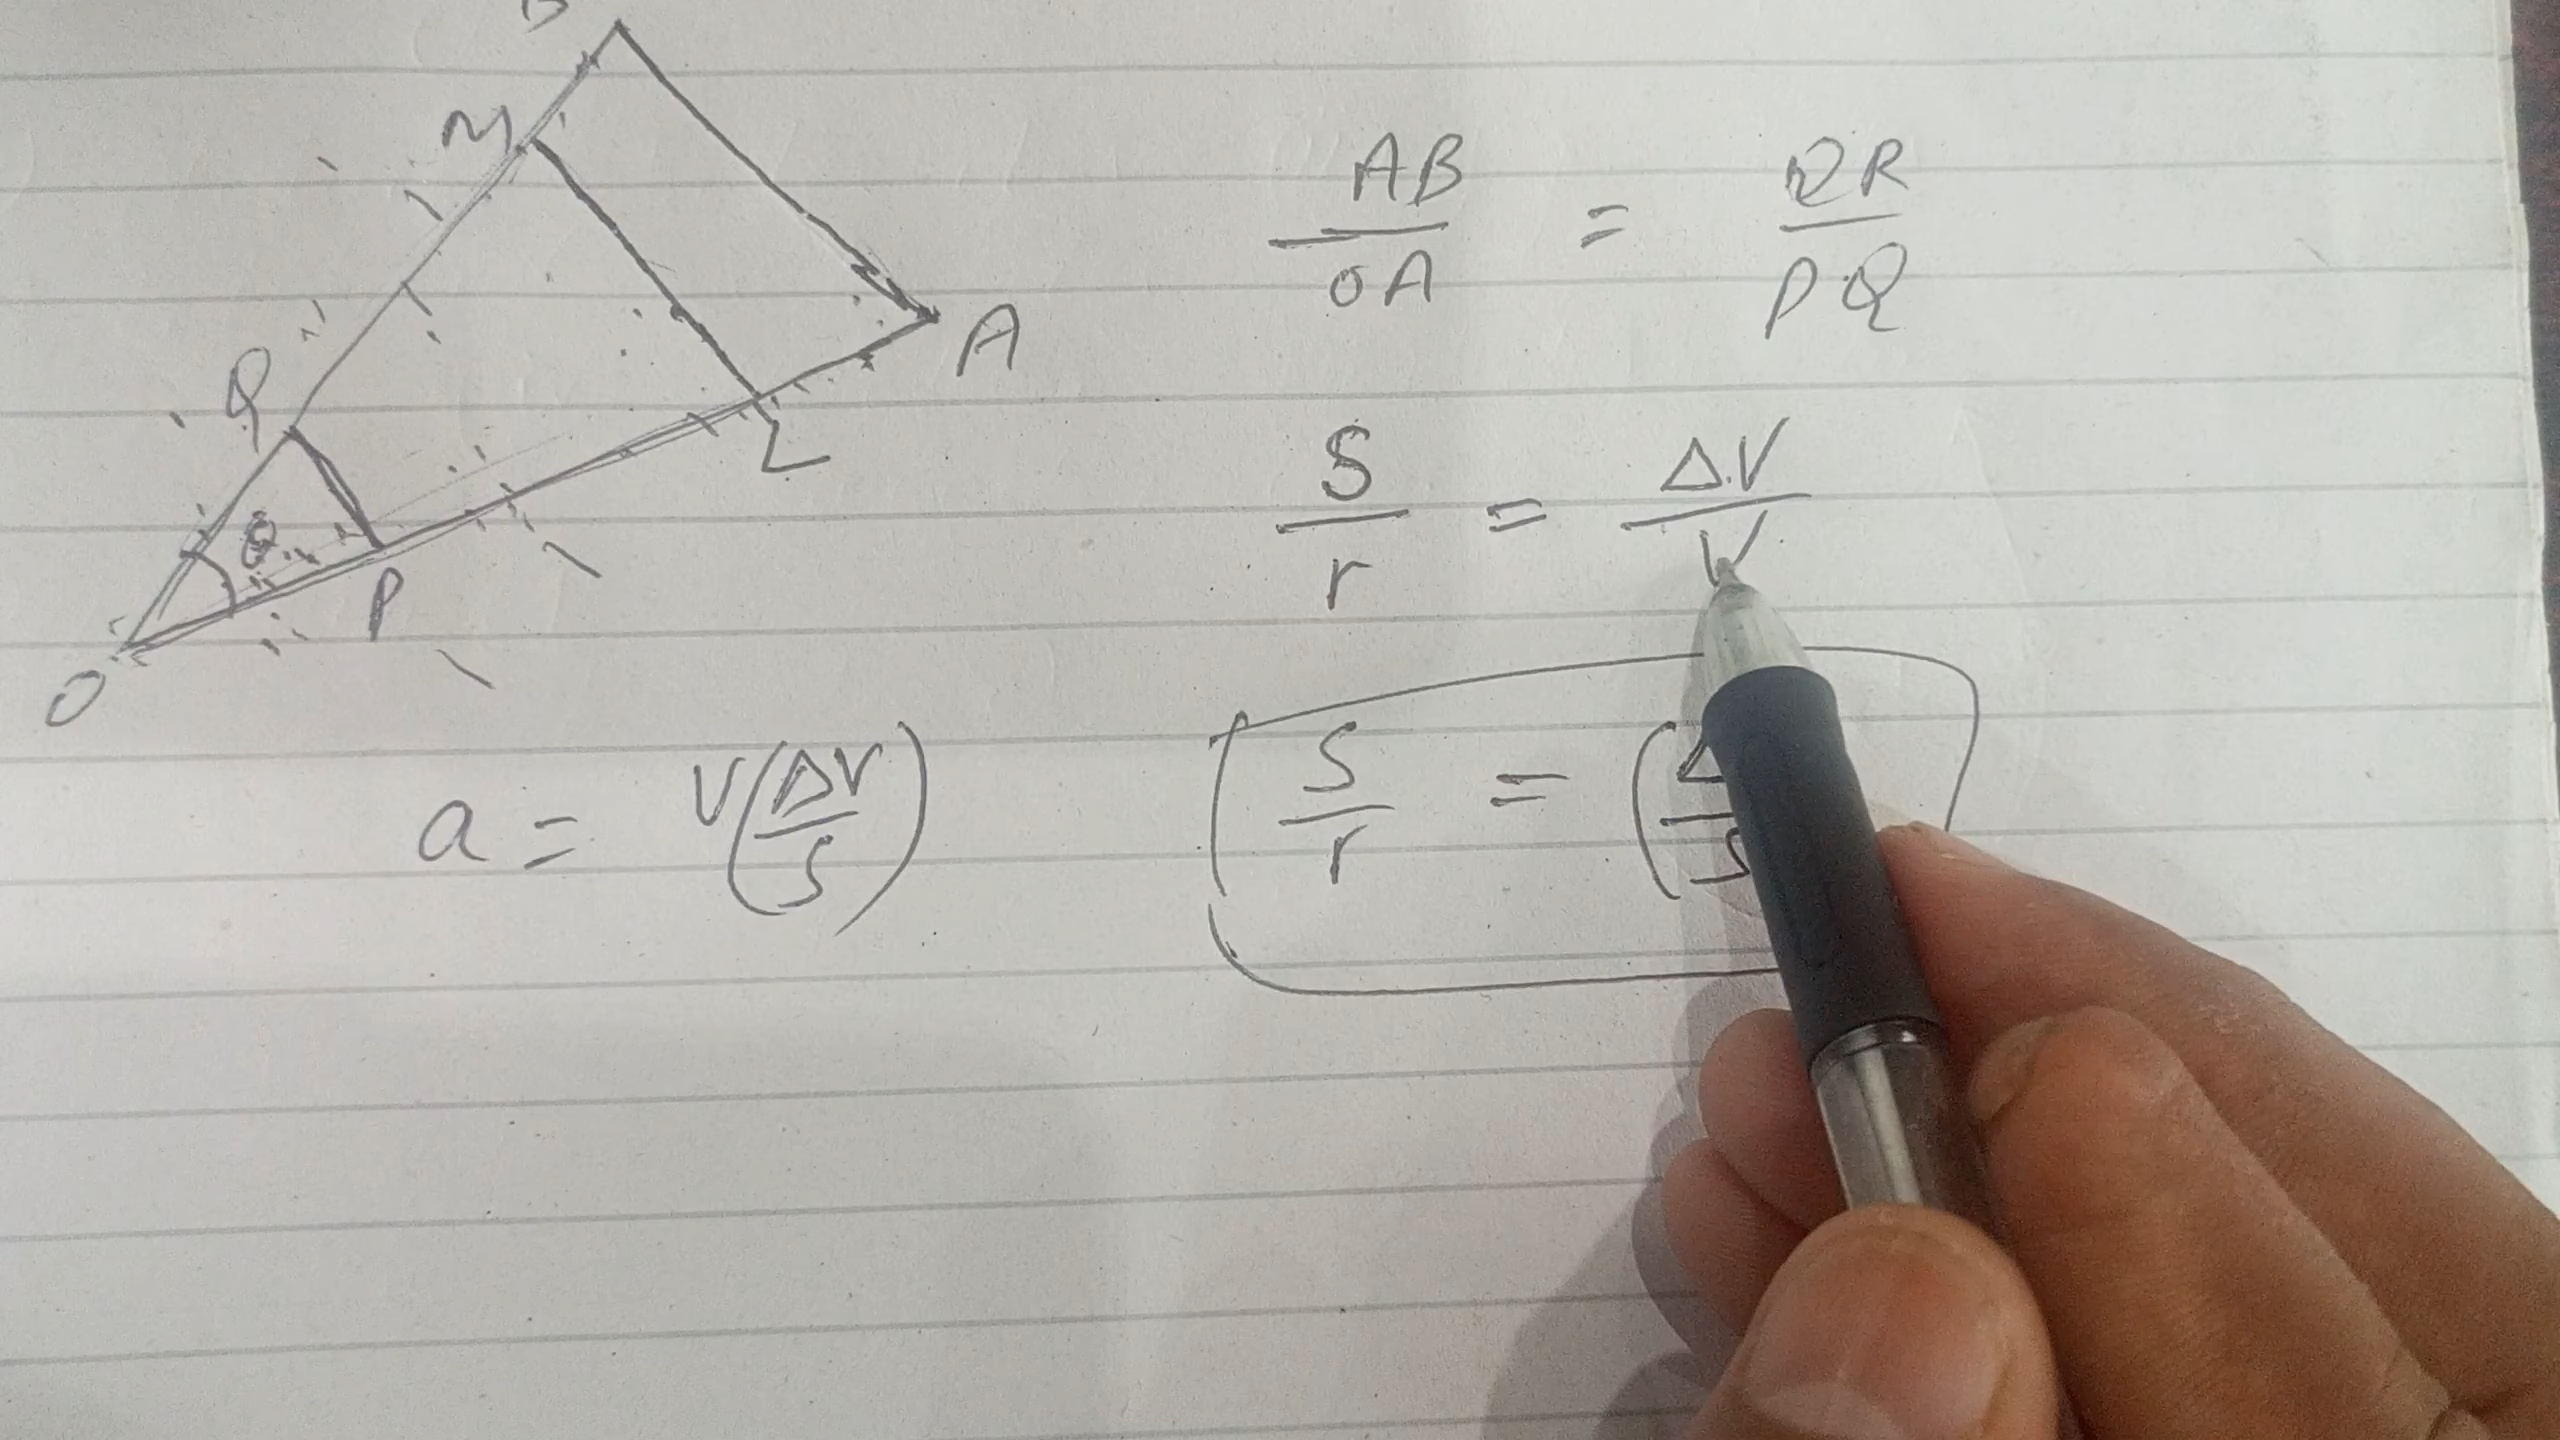 B
M
Q
A
L
θ
P
O
AB/OA = QR/PQ
S/r = ΔV/V
a = V(ΔV/S)
S/r = (Δ/S